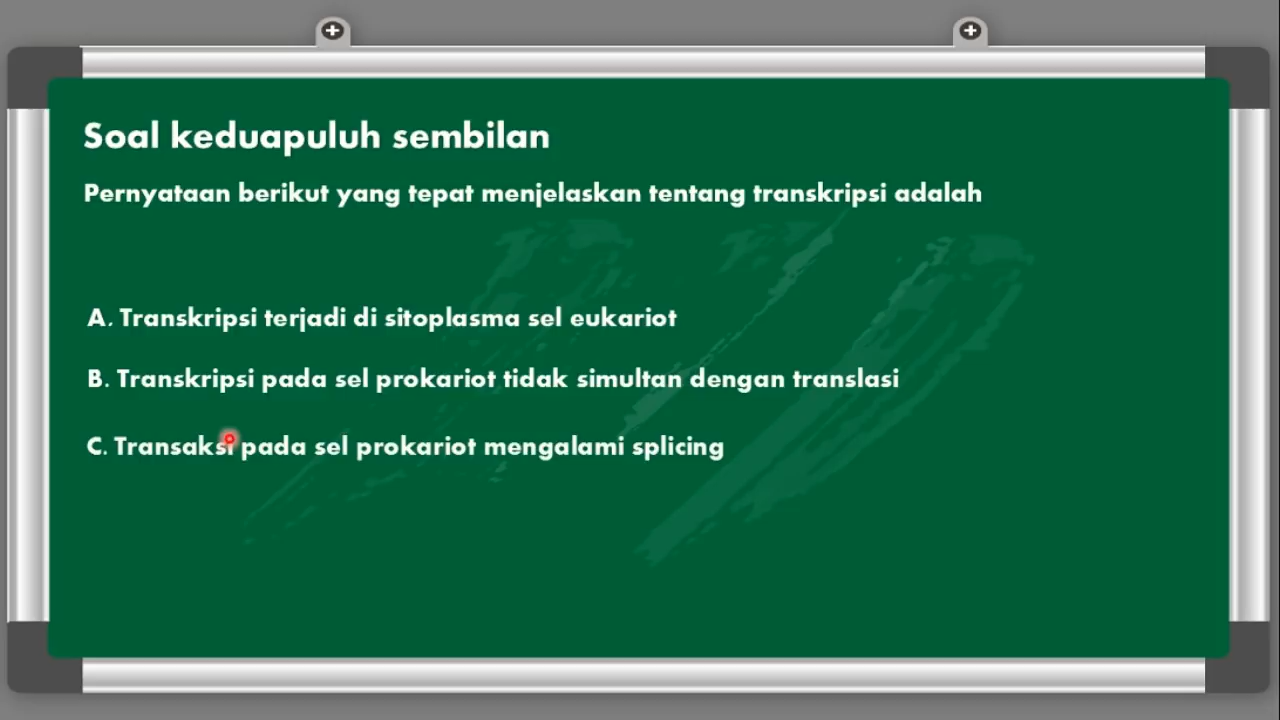 Soal keduapuluh sembilan
Pernyataan berikut yang tepat menjelaskan tentang transkripsi adalah
A. Transkripsi terjadi di sitoplasma sel eukariot
B. Transkripsi pada sel prokariot tidak simultan dengan translasi
C. Transaksi pada sel prokariot mengalami splicing